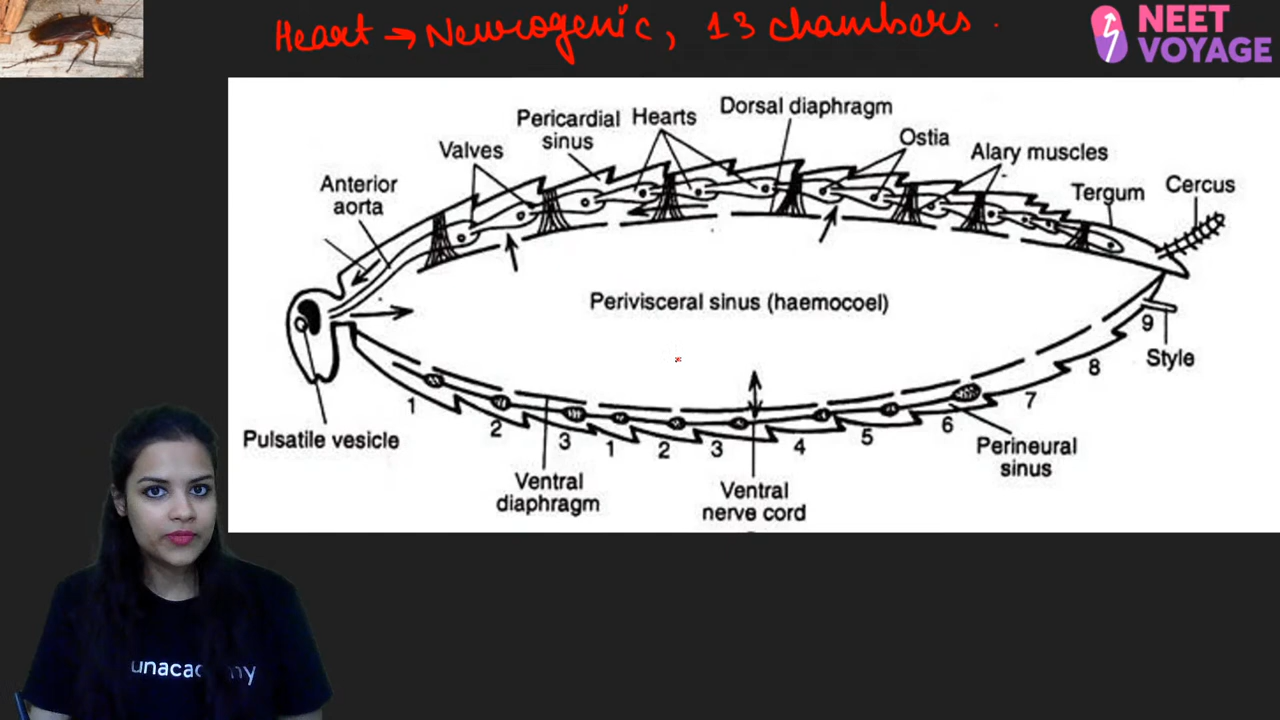 Heart → Neurogenic, 13 chambers.
NEET
VOYAGE
Pericardial
sinus
Hearts
Dorsal diaphragm
Valves
Ostia
Alary muscles
Anterior
aorta
Tergum
Cercus
Perivisceral sinus (haemocoel)
9
Style
8
7
1
2
3
1
2
3
4
5
6
Pulsatile vesicle
Perineural
sinus
Ventral
diaphragm
Ventral
nerve cord
unacademy